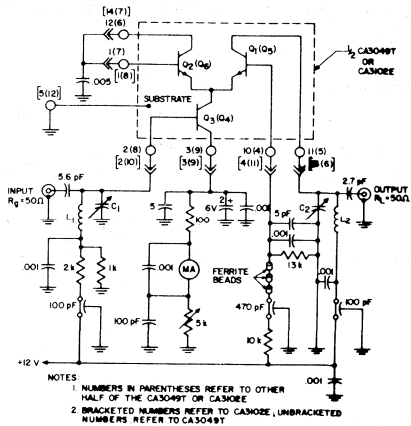 [14(7)]
12(6)
Q1(Q5)
1/2 CA3049T
OR
CA3102E
1(7)
Q2(Q6)
[1(8)]
.005
[5(12)]
SUBSTRATE
Q3(Q4)
2(8) 3(9) 10(4) 11(5)
[2(10)] [3(9)] [4(11)] (6)]
5.6 pF 2.7 pF
INPUT OUTPUT
Rg=50Ω RL=50Ω
C1 5 2 + .001 C2
6V
L1 100 5 pF L2
.001
.001 2k 1k .001 MA FERRITE 13k .001
BEADS
100 pF 100 pF 5k 470 pF 100 pF
10k
+12 V
.001
NOTES:
1. NUMBERS IN PARENTHESES REFER TO OTHER
HALF OF THE CA3049T OR CA3102E
2. BRACKETED NUMBERS REFER TO CA3102E, UNBRACKETED
NUMBERS REFER TO CA3049T